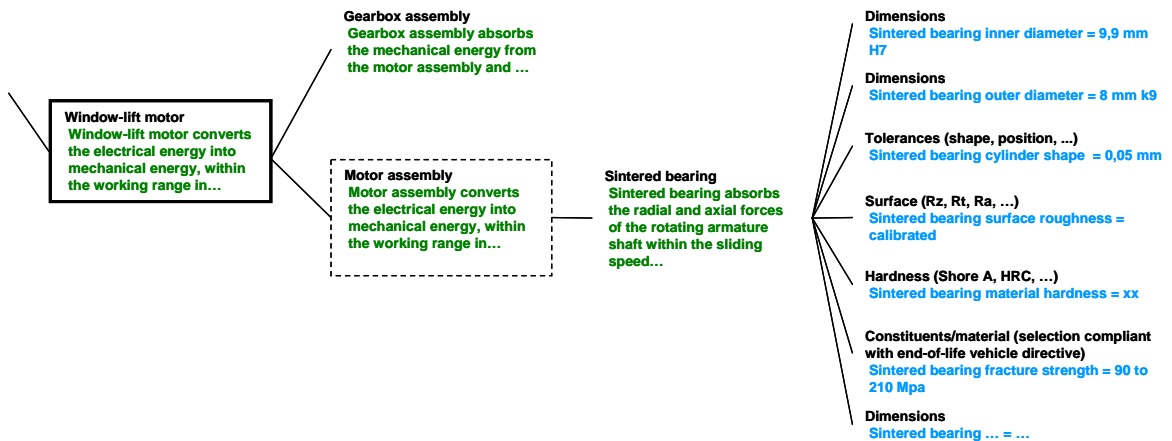 Gearbox assembly
Gearbox assembly absorbs
the mechanical energy from
the motor assembly and …
Window-lift motor
Window-lift motor converts
the electrical energy into
mechanical energy, within
the working range in…
Motor assembly
Motor assembly converts
the electrical energy into
mechanical energy, within
the working range in…
Sintered bearing
Sintered bearing absorbs
the radial and axial forces
of the rotating armature
shaft within the sliding
speed…
Dimensions
Sintered bearing inner diameter = 9,9 mm
H7
Dimensions
Sintered bearing outer diameter = 8 mm k9
Tolerances (shape, position, ...)
Sintered bearing cylinder shape = 0,05 mm
Surface (Rz, Rt, Ra, …)
Sintered bearing surface roughness =
calibrated
Hardness (Shore A, HRC, …)
Sintered bearing material hardness = xx
Constituents/material (selection compliant
with end-of-life vehicle directive)
Sintered bearing fracture strength = 90 to
210 Mpa
Dimensions
Sintered bearing … = …